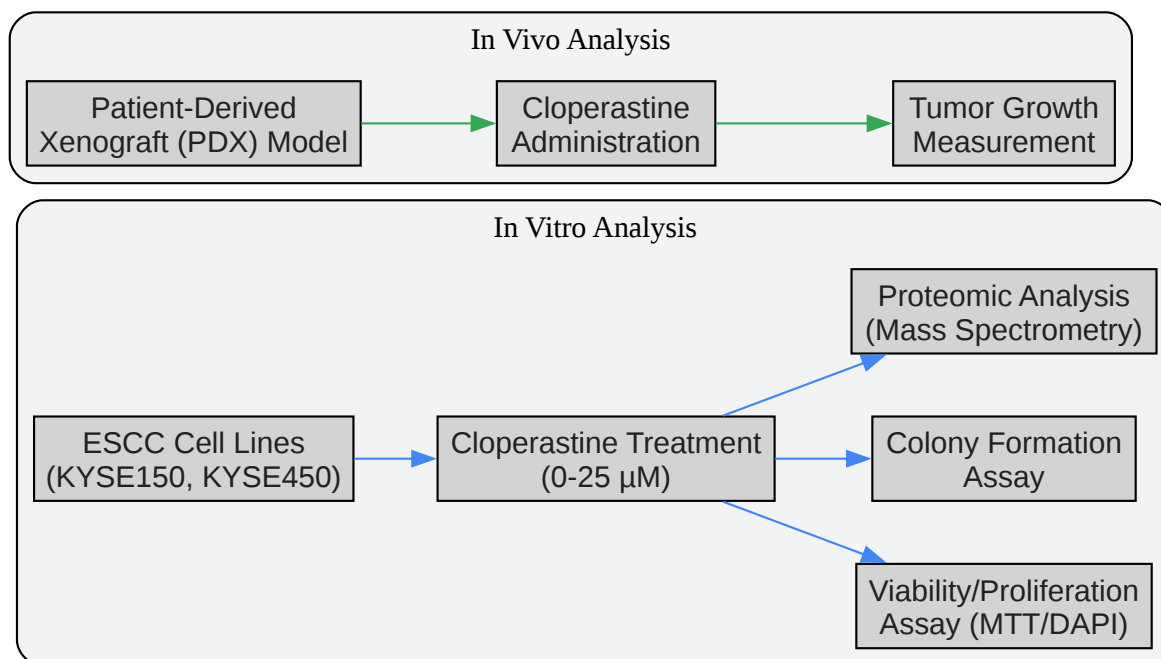 In Vivo Analysis
Patient-Derived
Xenograft (PDX) Model
Cloperastine
Administration
Tumor Growth
Measurement
In Vitro Analysis
Proteomic Analysis
(Mass Spectrometry)
ESCC Cell Lines
(KYSE150, KYSE450)
Cloperastine Treatment
(0-25 µM)
Colony Formation
Assay
Viability/Proliferation
Assay (MTT/DAPI)